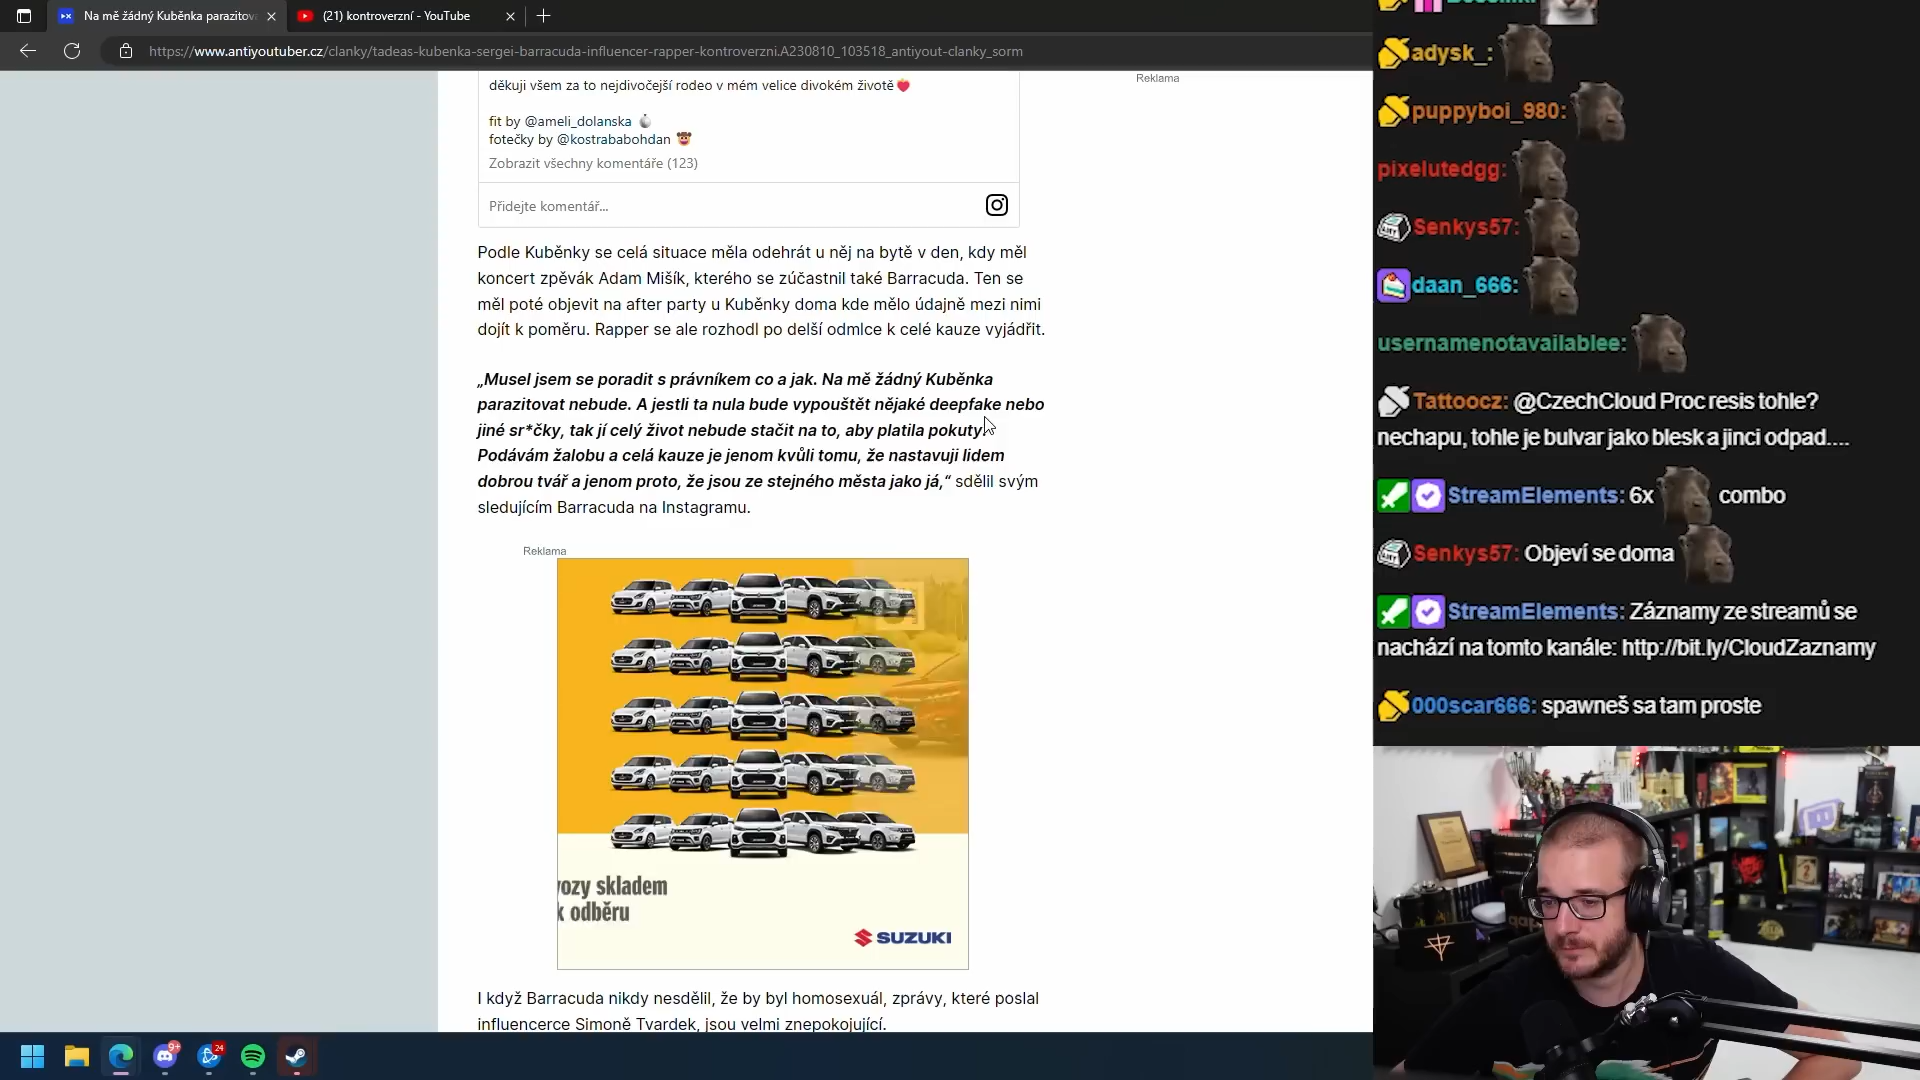 Na mě žádný Kuběnka parazitova
(21) kontroverzní - YouTube
https://www.antiyoutuber.cz/clanky/tadeas-kubenka-sergei-barracuda-influencer-rapper-kontroverzni.A230810_103518_antiyout-clanky_sorm
děkuji všem za to nejdivočejší rodeo v mém velice divokém životě
fit by @ameli_dolanska
fotečky by @kostrababohdan
Zobrazit všechny komentáře (123)
Přidejte komentář...
Reklama
Podle Kuběnky se celá situace měla odehrát u něj na bytě v den, kdy měl
koncert zpěvák Adam Mišík, kterého se zúčastnil také Barracuda. Ten se
měl poté objevit na after party u Kuběnky doma kde mělo údajně mezi nimi
dojít k poměru. Rapper se ale rozhodl po delší odmlce k celé kauze vyjádřit.
„Musel jsem se poradit s právníkem co a jak. Na mě žádný Kuběnka
parazitovat nebude. A jestli ta nula bude vypouštět nějaké deepfake nebo
jiné sr*čky, tak jí celý život nebude stačit na to, aby platila pokuty.
Podávám žalobu a celá kauze je jenom kvůli tomu, že nastavuji lidem
dobrou tvář a jenom proto, že jsou ze stejného města jako já,“ sdělil svým
sledujícím Barracuda na Instagramu.
Reklama
vozy skladem
k odběru
SUZUKI
I když Barracuda nikdy nesdělil, že by byl homosexuál, zprávy, které poslal
influencerce Simoně Tvardek, jsou velmi znepokojující.
adysk_:
puppyboi_980:
pixelutedgg:
Senkys57:
daan_666:
usernamenotavailablee:
Tattoocz: @CzechCloud Proc resis tohle?
nechapu, tohle je bulvar jako blesk a jinci odpad....
StreamElements: 6x combo
Senkys57: Objeví se doma
StreamElements: Záznamy ze streamů se
nachází na tomto kanále: http://bit.ly/CloudZaznamy
000scar666: spawneš sa tam proste
9+
24